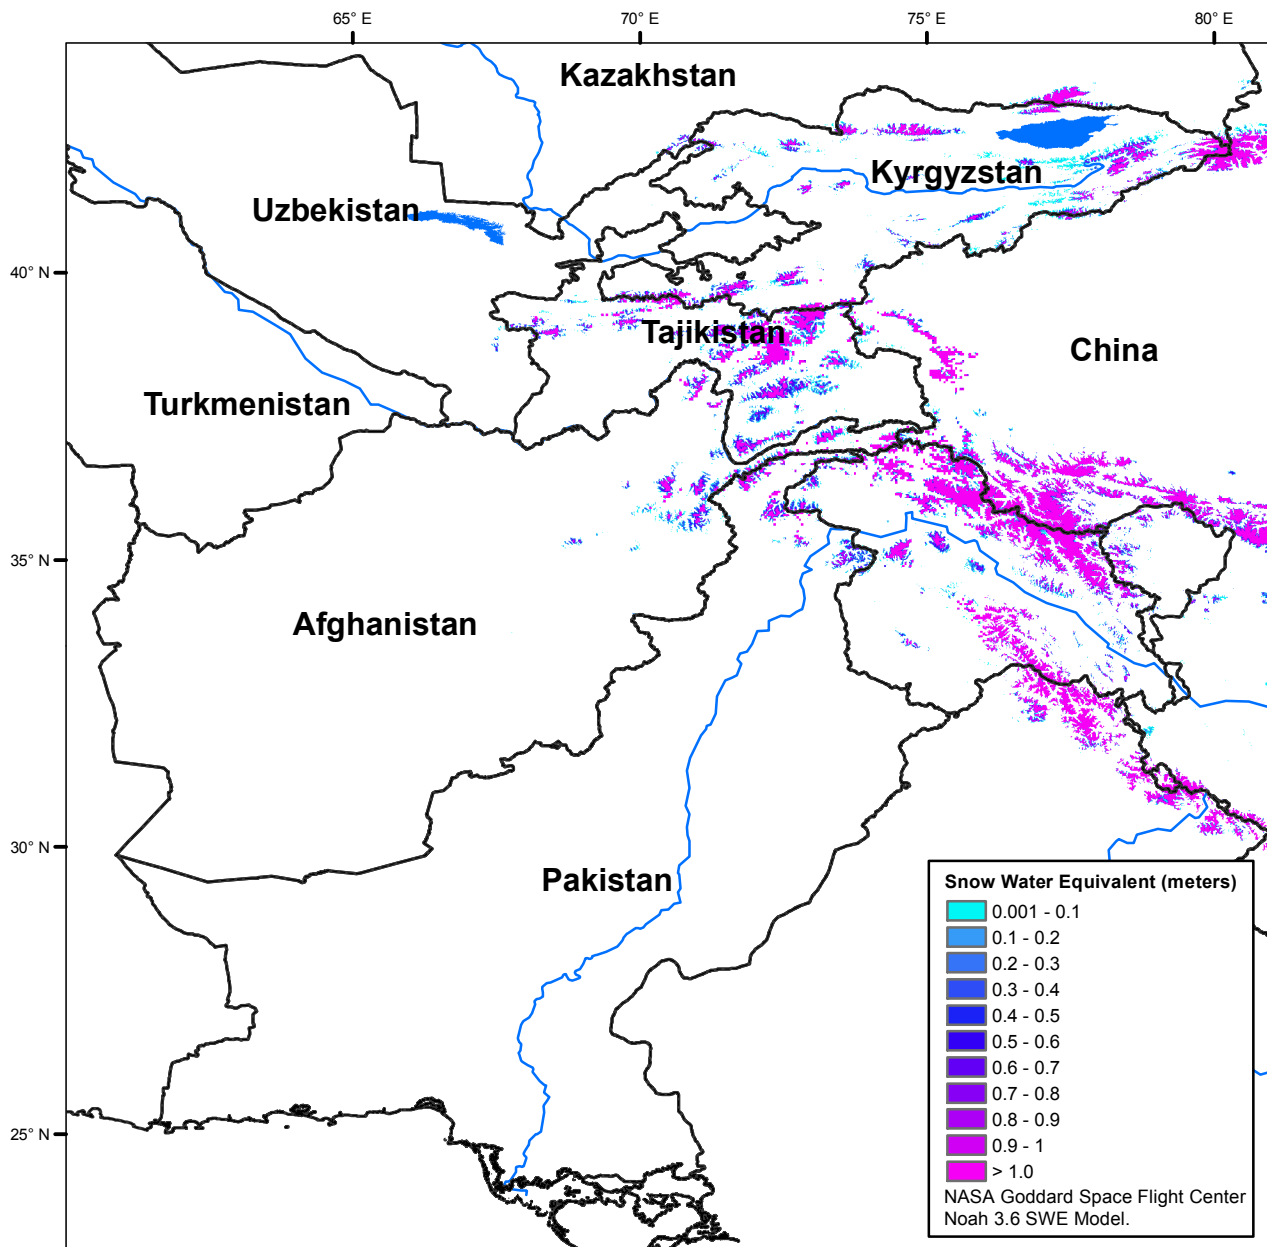 65° E
70° E
75° E
80° E
Kazakhstan
Kyrgyzstan
Uzbekistan
40° N
Tajikistan
China
Turkmenistan
35° N
Afghanistan
30° N
Pakistan
25° N
Snow Water Equivalent (meters)
0.001 - 0.1
0.1 - 0.2
0.2 - 0.3
0.3 - 0.4
0.4 - 0.5
0.5 - 0.6
0.6 - 0.7
0.7 - 0.8
0.8 - 0.9
0.9 - 1
> 1.0
NASA Goddard Space Flight Center
Noah 3.6 SWE Model.